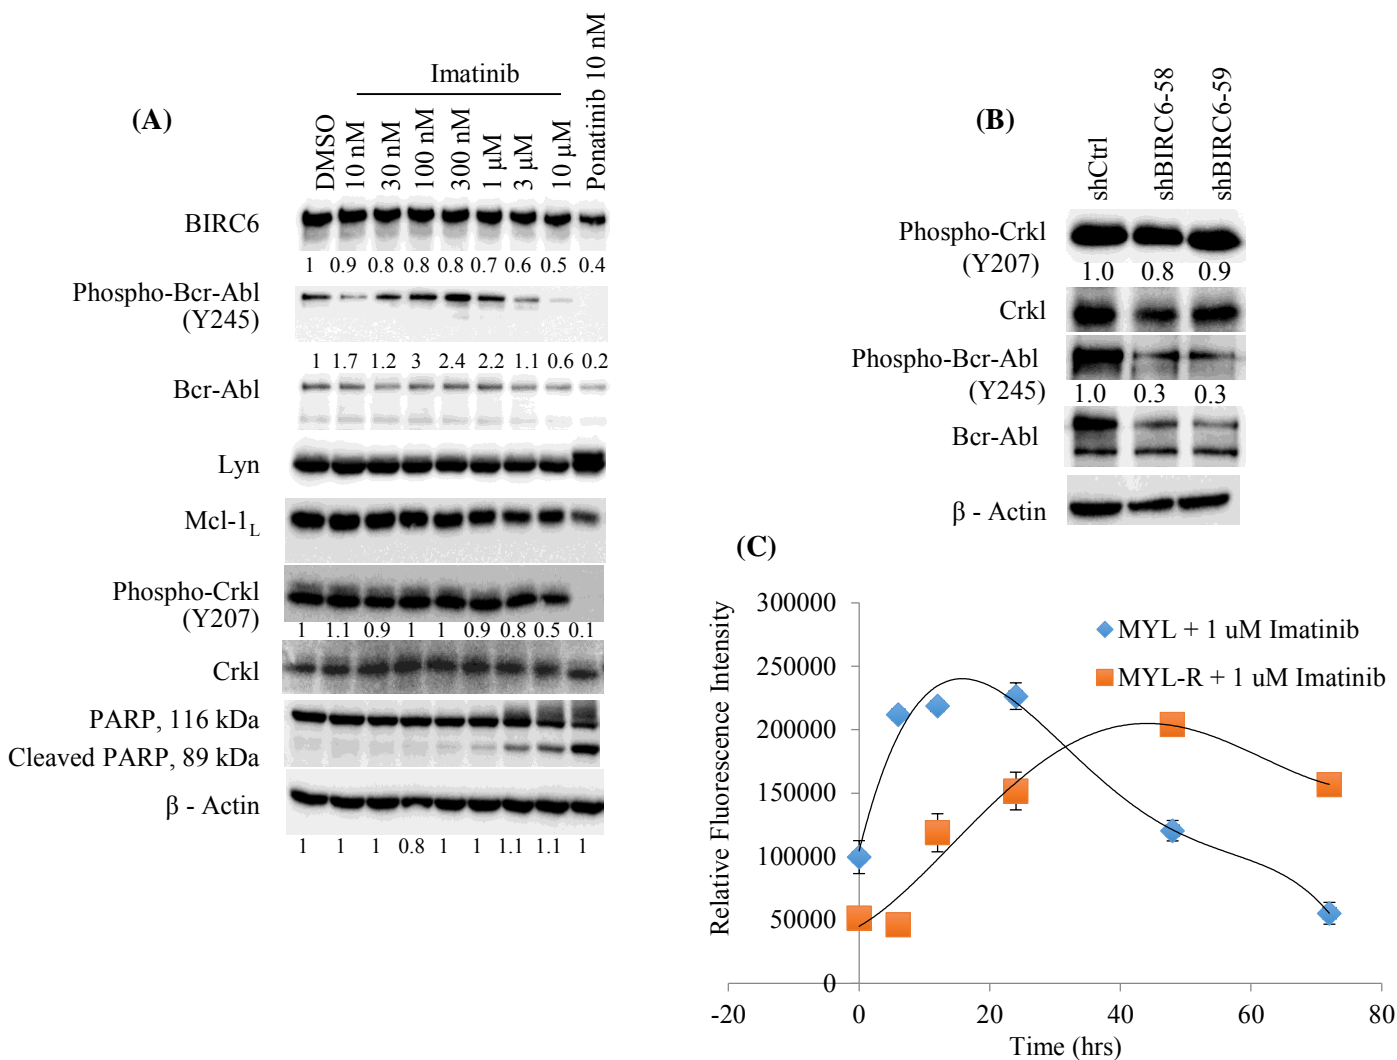 (A)
Imatinib
DMSO
10 nM
30 nM
100 nM
300 nM
1 µM
3 µM
10 µM
Ponatinib 10 nM
BIRC6
1 0.9 0.8 0.8 0.8 0.7 0.6 0.5 0.4
Phospho-Bcr-Abl
(Y245)
1 1.7 1.2 3 2.4 2.2 1.1 0.6 0.2
Bcr-Abl
Lyn
Mcl-1L
Phospho-Crkl
(Y207)
1 1.1 0.9 1 1 0.9 0.8 0.5 0.1
Crkl
PARP, 116 kDa
Cleaved PARP, 89 kDa
β - Actin
1 1 1 0.8 1 1 1.1 1.1 1
(B)
shCtrl
shBIRC6-58
shBIRC6-59
Phospho-Crkl
(Y207)
1.0 0.8 0.9
Crkl
Phospho-Bcr-Abl
(Y245)
1.0 0.3 0.3
Bcr-Abl
β - Actin
(C)
Relative Fluorescence Intensity
300000
250000
200000
150000
100000
50000
0
MYL + 1 uM Imatinib
MYL-R + 1 uM Imatinib
-20 0 20 40 60 80
Time (hrs)